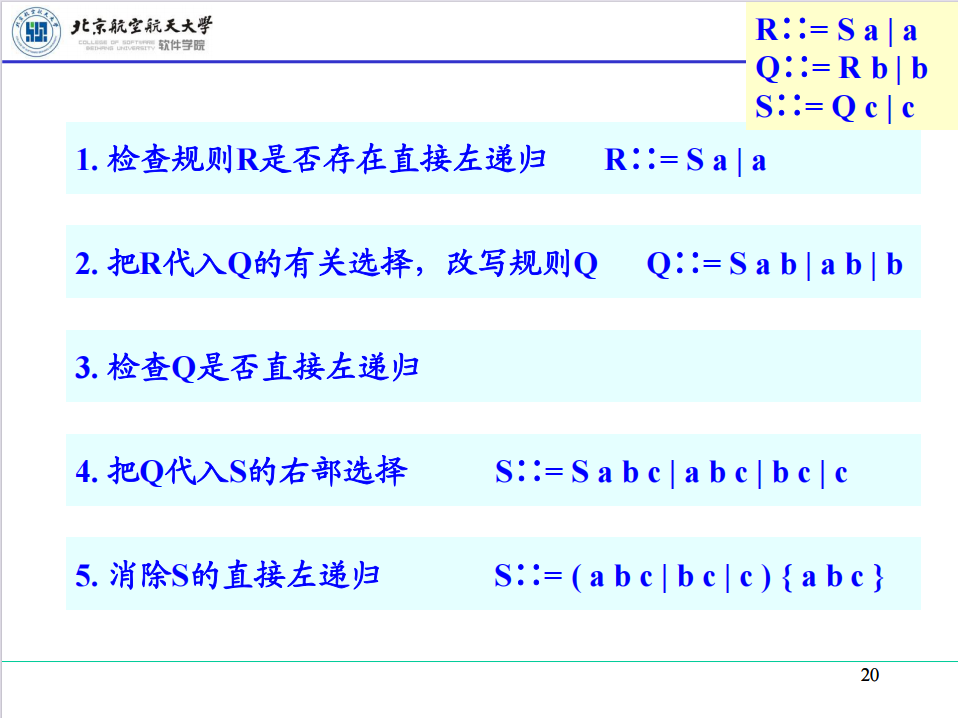 北京航空航天大学
COLLEGE OF SOFTWARE
BEIHANG UNIVERSITY 软件学院
R∷= S a | a
Q∷= R b | b
S∷= Q c | c
1. 检查规则R是否存在直接左递归 R∷= S a | a
2. 把R代入Q的有关选择，改写规则Q Q∷= S a b | a b | b
3. 检查Q是否直接左递归
4. 把Q代入S的右部选择 S∷= S a b c | a b c | b c | c
5. 消除S的直接左递归 S∷= ( a b c | b c | c ) { a b c }
20